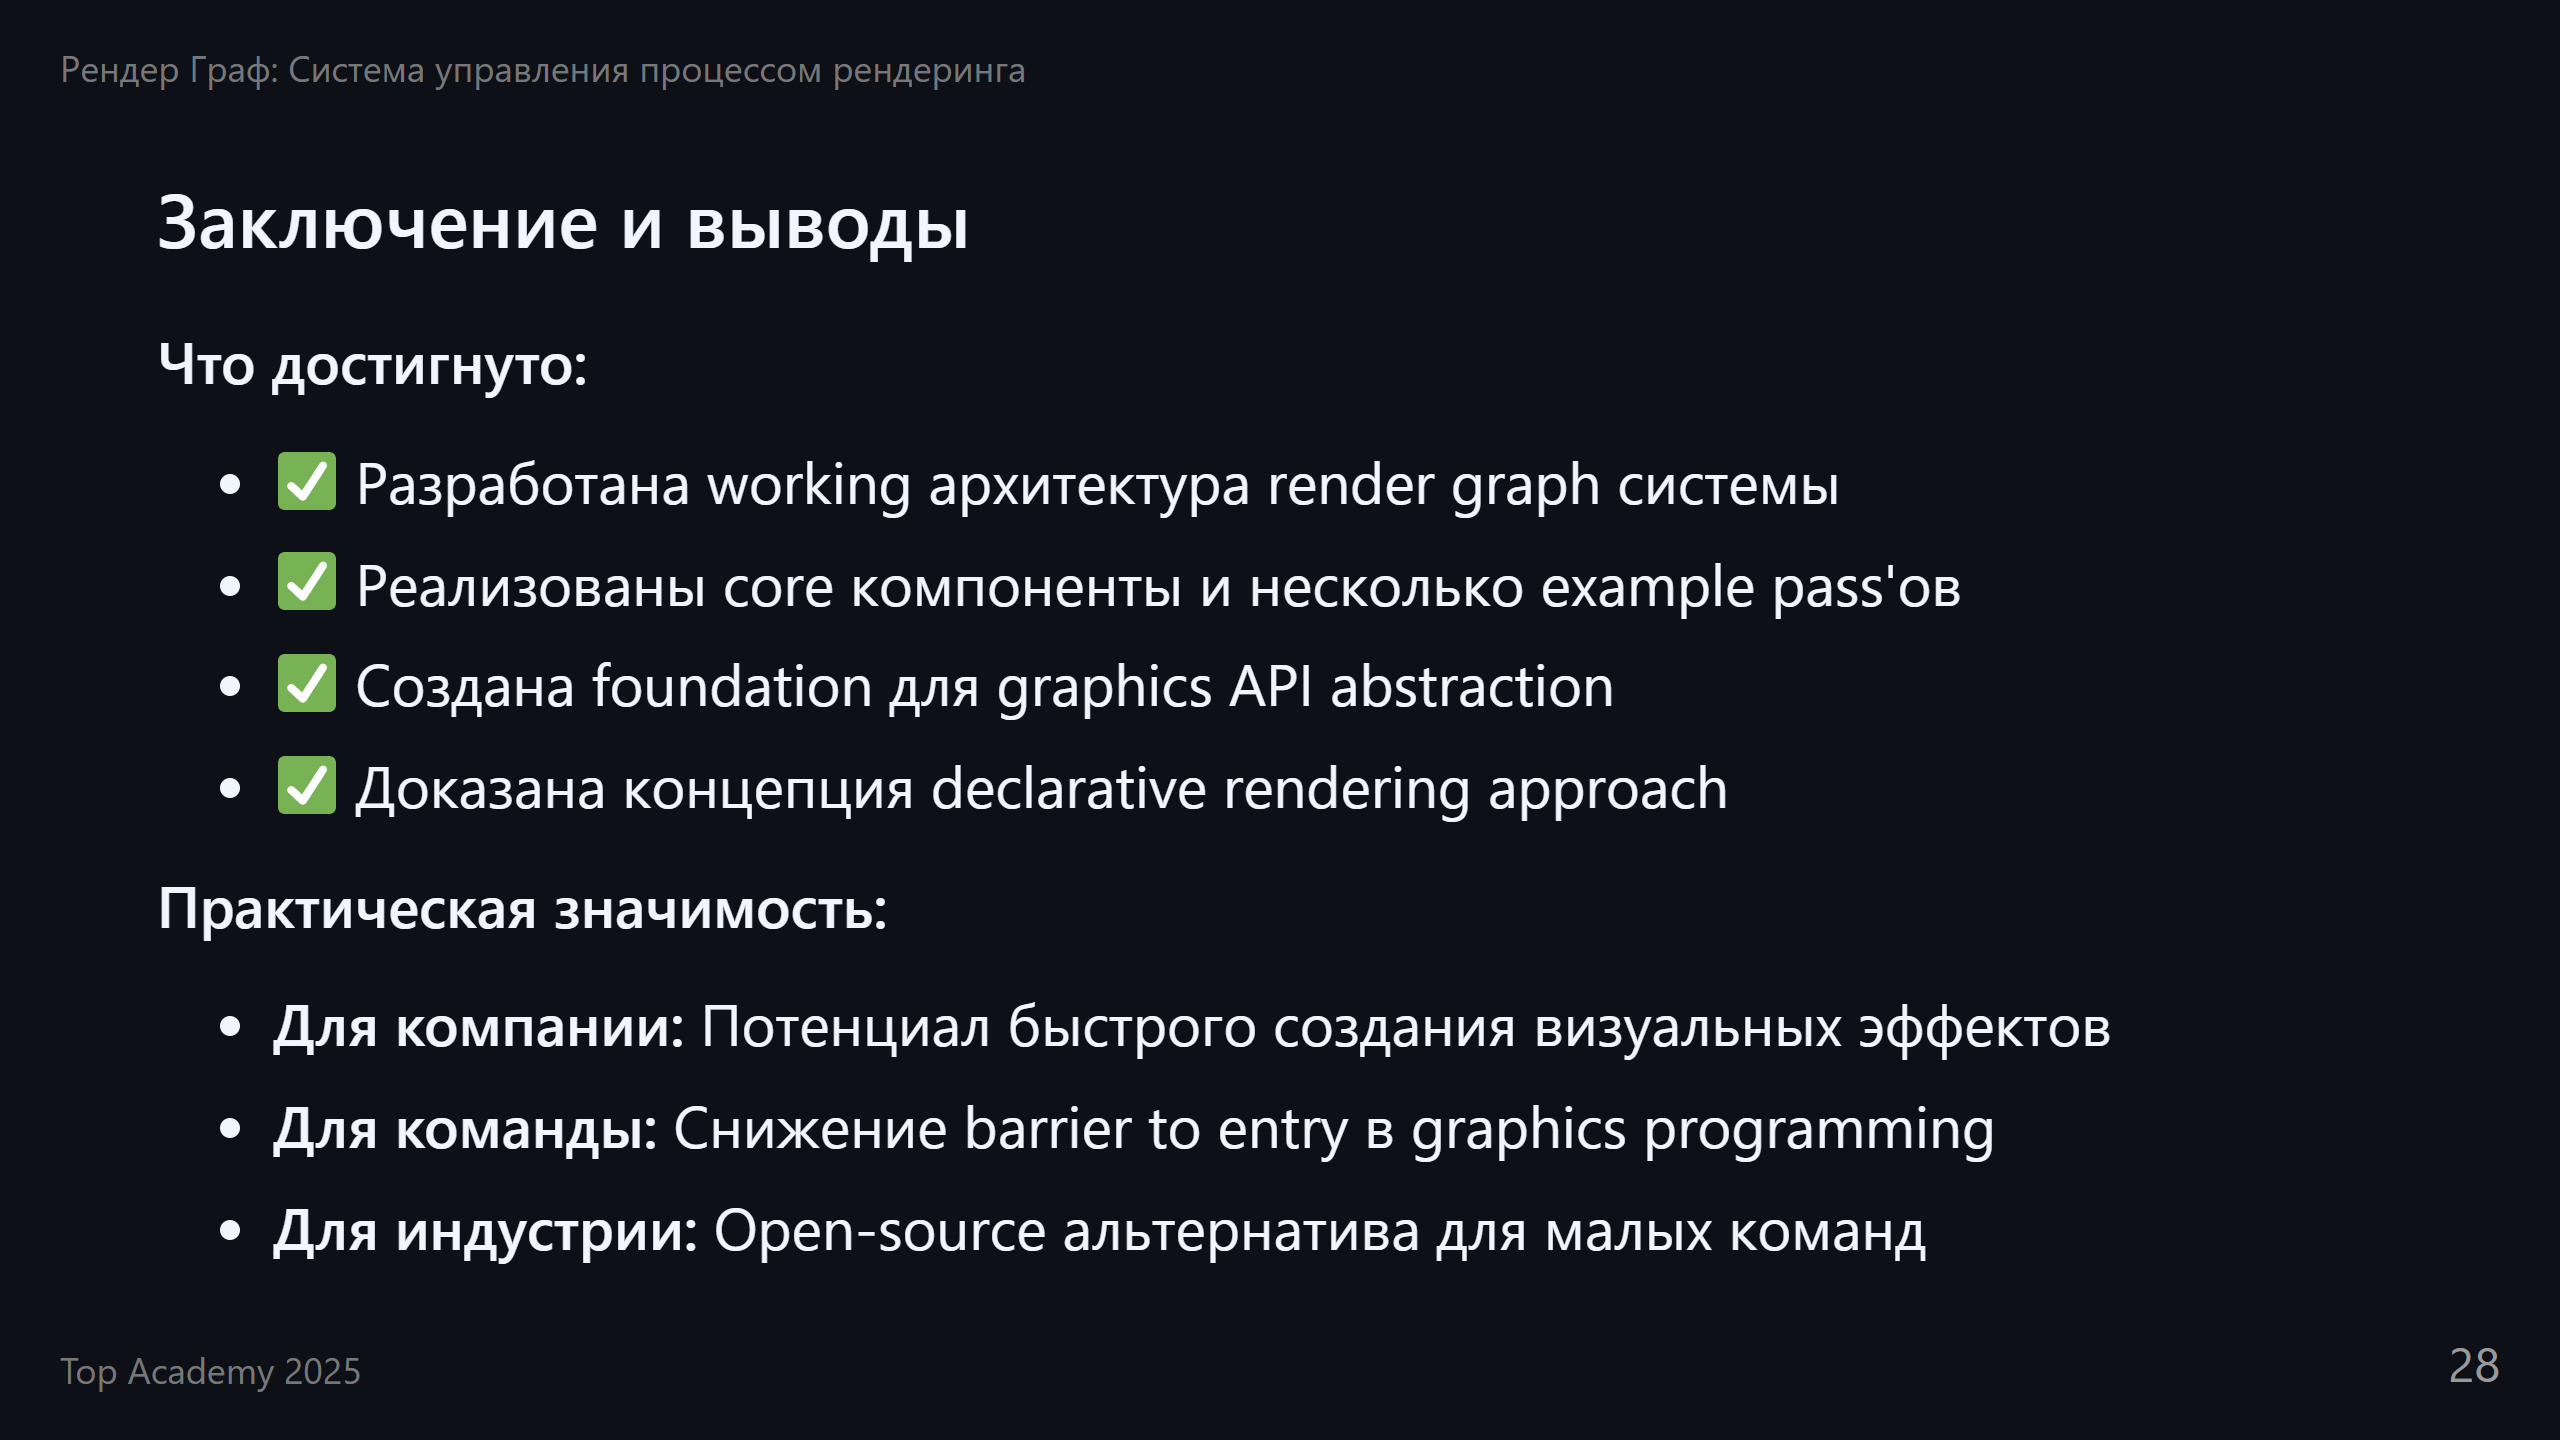 Рендер Граф: Система управления процессом рендеринга
Заключение и выводы
Что достигнуто:
• ✅ Разработана working архитектура render graph системы
• ✅ Реализованы core компоненты и несколько example pass'ов
• ✅ Создана foundation для graphics API abstraction
• ✅ Доказана концепция declarative rendering approach
Практическая значимость:
• Для компании: Потенциал быстрого создания визуальных эффектов
• Для команды: Снижение barrier to entry в graphics programming
• Для индустрии: Open-source альтернатива для малых команд
Top Academy 2025
28